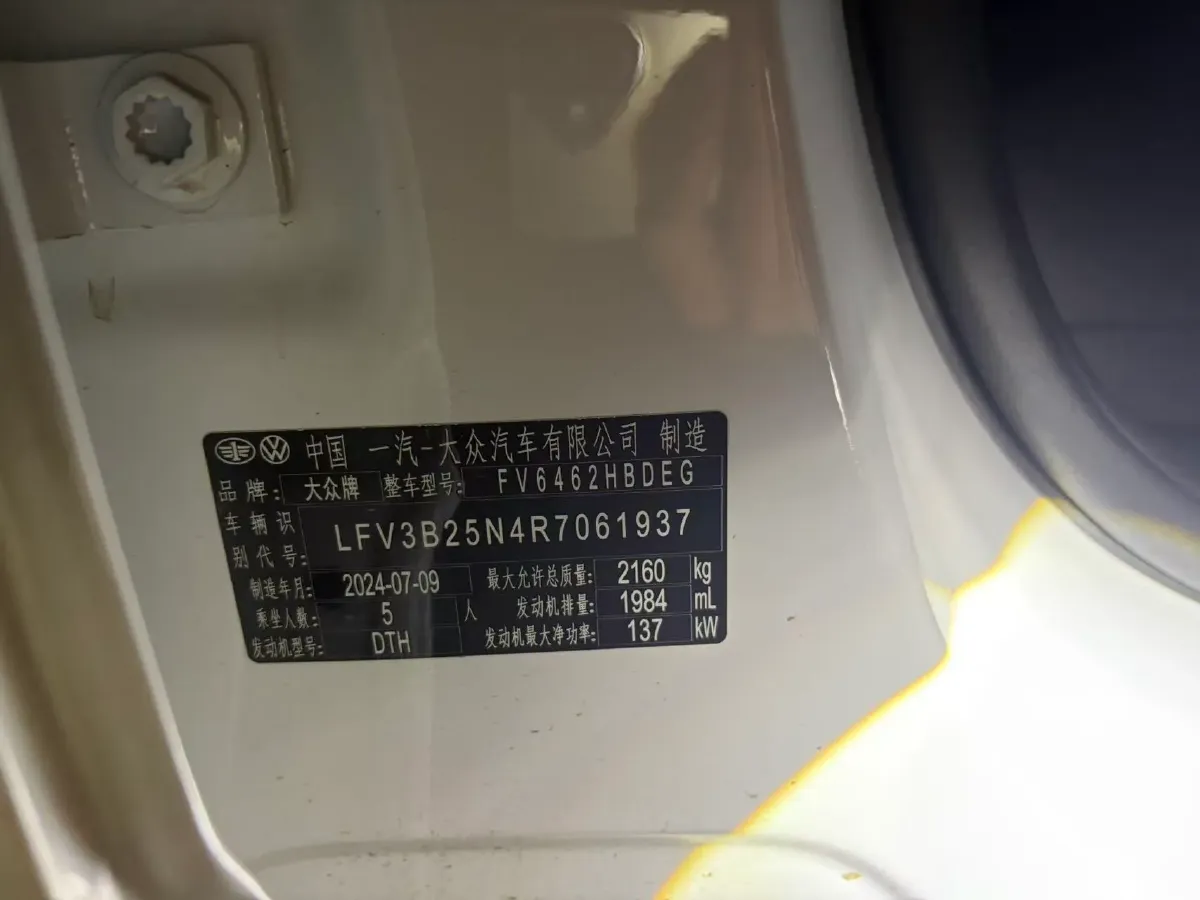 中国 一汽-大众汽车有限公司 制造
品牌: 大众牌 整车型号: FV6462HBDEG
车辆识别代号: LFV3B25N4R7061937
制造年月: 2024-07-09 最大允许总质量: 2160 kg
乘坐人数: 5 人 发动机排量: 1984 mL
发动机型号: DTH 发动机最大净功率: 137 kW